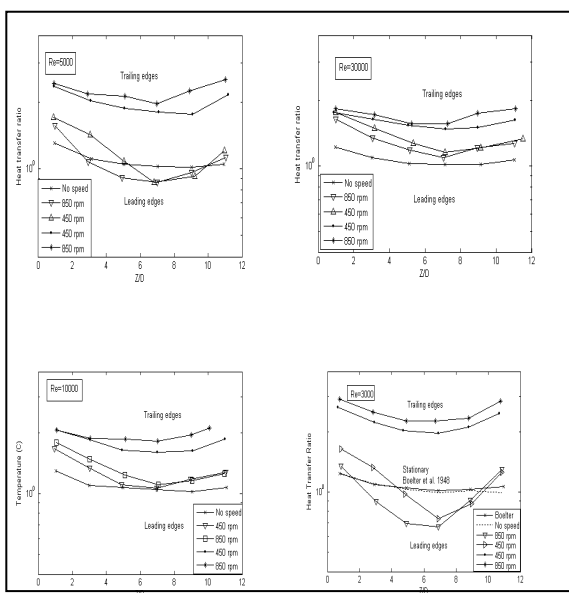 Re=5000
Trailing edges
Heat transfer ratio
10⁰
Leading edges
No speed
850 rpm
450 rpm
450 rpm
850 rpm
0 2 4 6 8 10 12
Z/D
Re=30000
Trailing edges
Heat transfer ratio
10⁰
Leading edges
No speed
850 rpm
450 rpm
450 rpm
850 rpm
0 2 4 6 8 10 12
Z/D
Re=10000
Trailing edges
Temperature (C)
10⁰
Leading edges
No speed
450 rpm
850 rpm
450 rpm
850 rpm
0 2 4 6 8 10 12
Re=3000
Trailing edges
Heat Transfer Ratio
10⁰
Stationary
Boelter et al. 1948
Leading edges
Boelter
No speed
850 rpm
450 rpm
450 rpm
850 rpm
0 2 4 6 8 10 12
Z/D